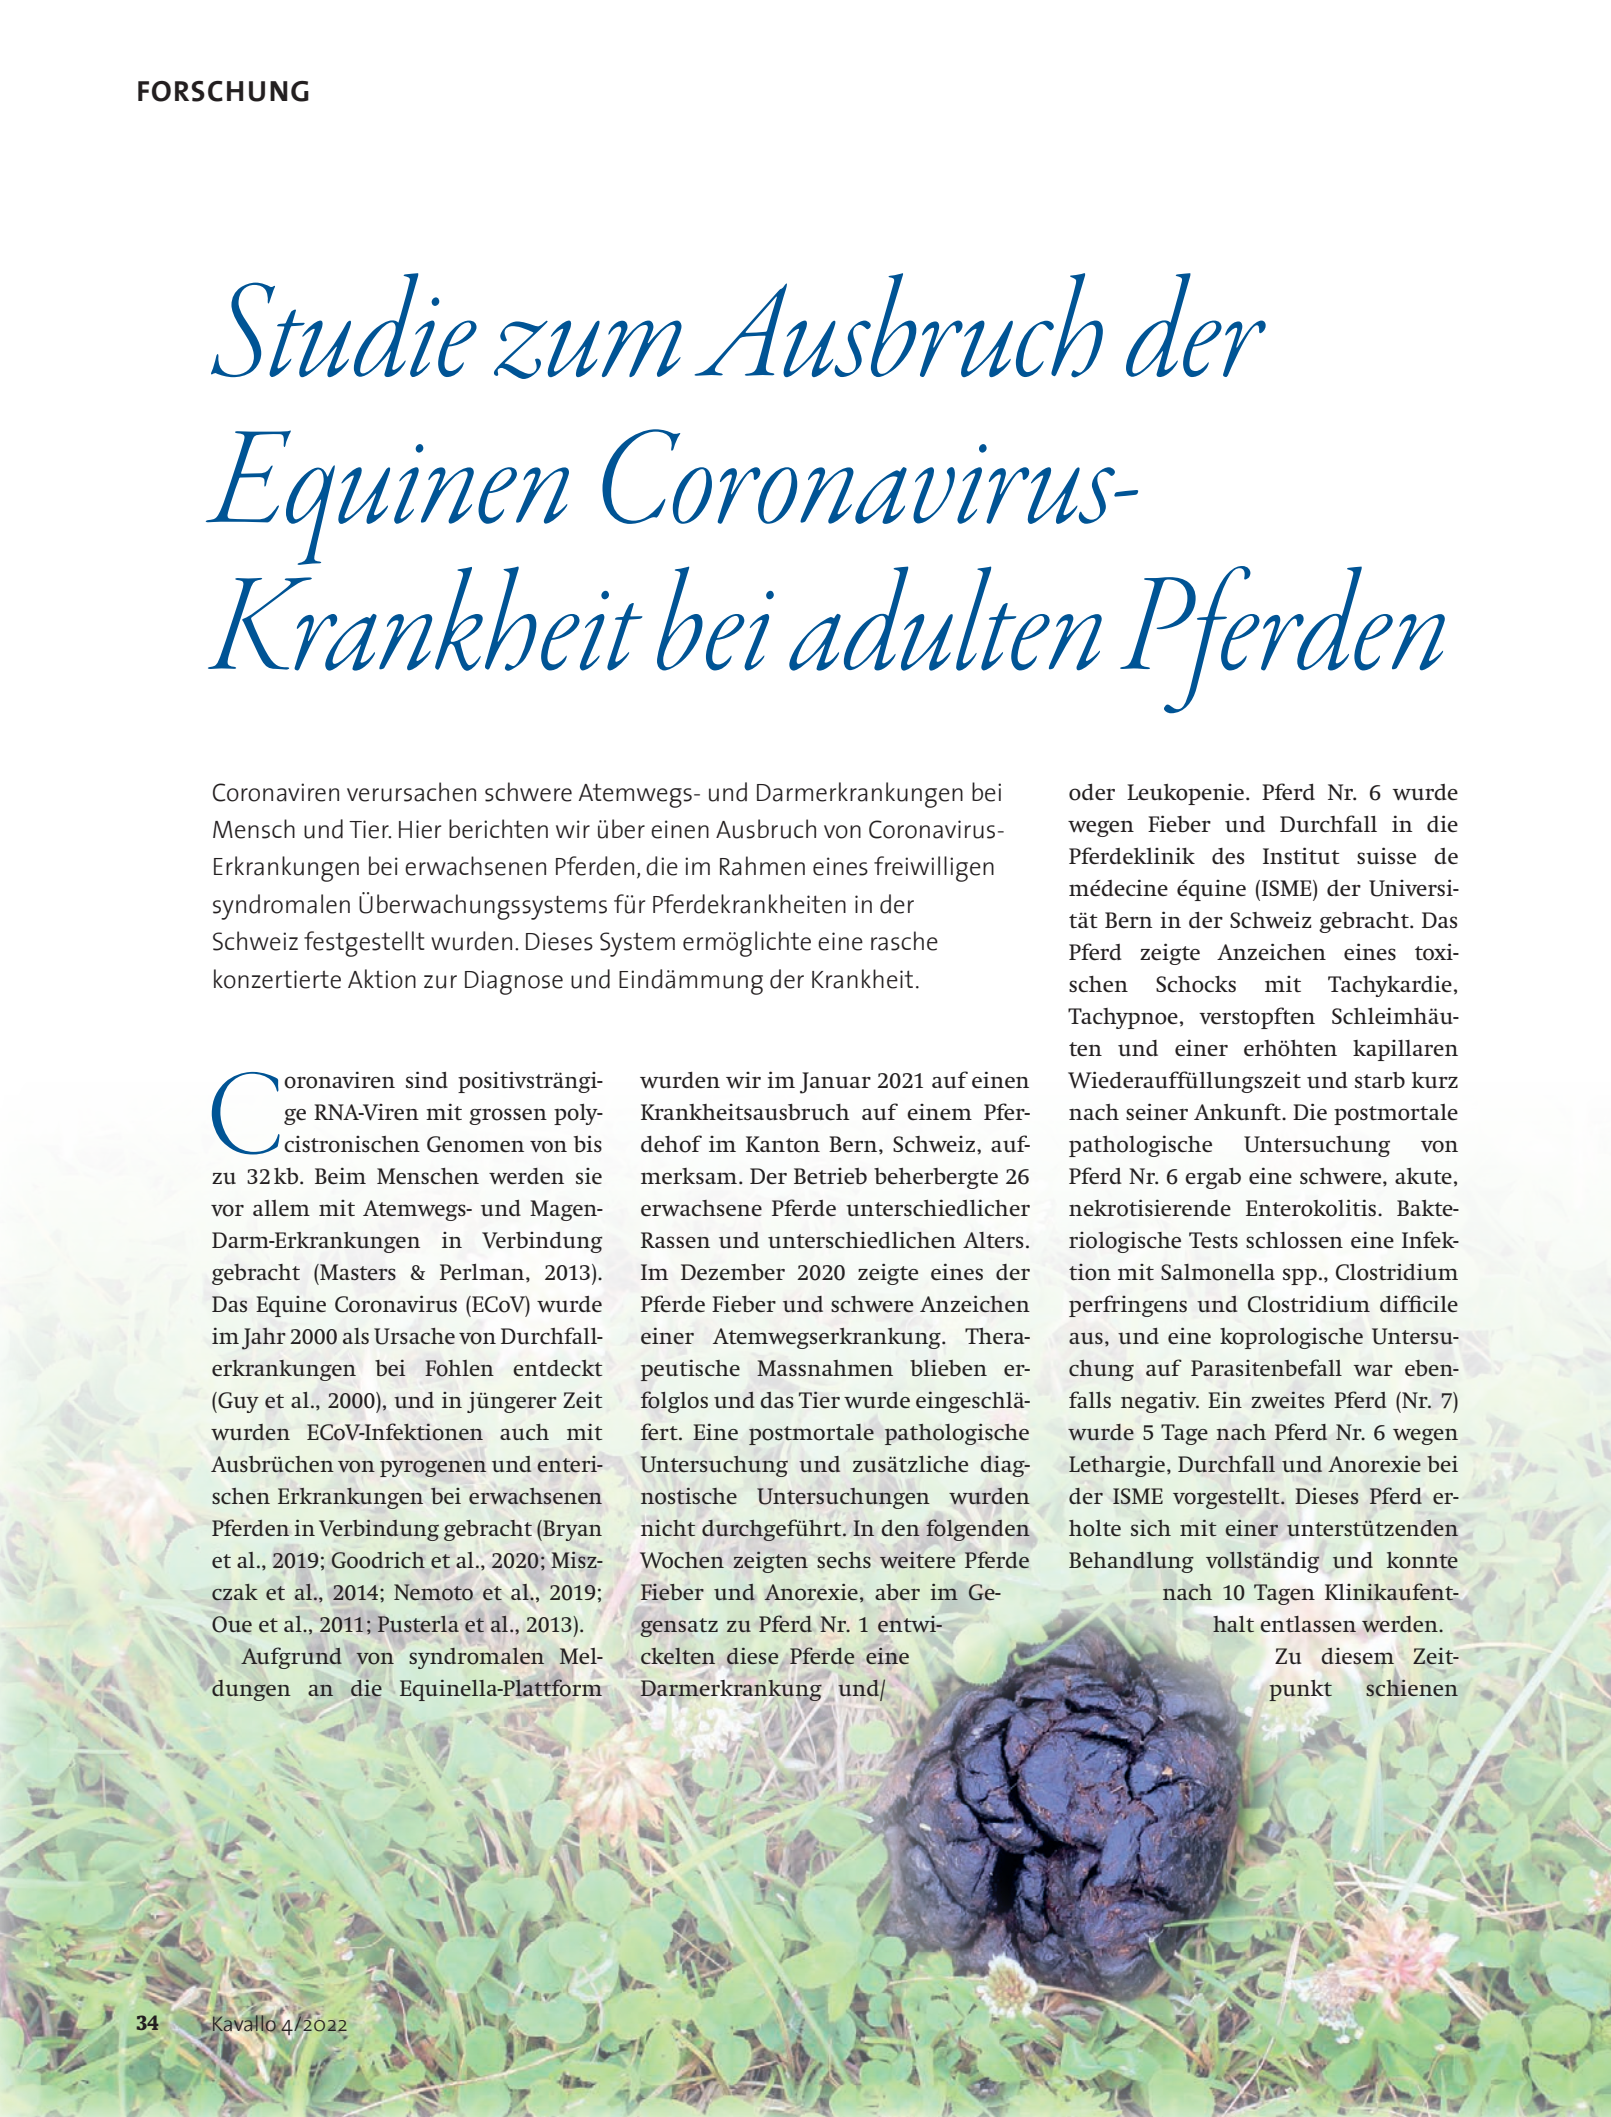 FORSCHUNG
Studie zum Ausbruch der
Equinen Coronavirus-
Krankheit bei adulten Pferden
Coronaviren verursachen schwere Atemwegs- und Darmerkrankungen bei
Mensch und Tier. Hier berichten wir über einen Ausbruch von Coronavirus-
Erkrankungen bei erwachsenen Pferden, die im Rahmen eines freiwilligen
syndromalen Überwachungssystems für Pferdekrankheiten in der
Schweiz festgestellt wurden. Dieses System ermöglichte eine rasche
konzertierte Aktion zur Diagnose und Eindämmung der Krankheit.
Coronaviren sind positivsträngi-
ge RNA-Viren mit grossen poly-
cistronischen Genomen von bis
zu 32 kb. Beim Menschen werden sie
vor allem mit Atemwegs- und Magen-
Darm-Erkrankungen in Verbindung
gebracht (Masters & Perlman, 2013).
Das Equine Coronavirus (ECoV) wurde
im Jahr 2000 als Ursache von Durchfall-
erkrankungen bei Fohlen entdeckt
(Guy et al., 2000), und in jüngerer Zeit
wurden ECoV-Infektionen auch mit
Ausbrüchen von pyrogenen und enteri-
schen Erkrankungen bei erwachsenen
Pferden in Verbindung gebracht (Bryan
et al., 2019; Goodrich et al., 2020; Misz-
czak et al., 2014; Nemoto et al., 2019;
Oue et al., 2011; Pusterla et al., 2013).
Aufgrund von syndromalen Mel-
dungen an die Equinella-Plattform
wurden wir im Januar 2021 auf einen
Krankheitsausbruch auf einem Pfer-
dehof im Kanton Bern, Schweiz, auf-
merksam. Der Betrieb beherbergte 26
erwachsene Pferde unterschiedlicher
Rassen und unterschiedlichen Alters.
Im Dezember 2020 zeigte eines der
Pferde Fieber und schwere Anzeichen
einer Atemwegserkrankung. Thera-
peutische Massnahmen blieben er-
folglos und das Tier wurde eingeschlä-
fert. Eine postmortale pathologische
Untersuchung und zusätzliche diag-
nostische Untersuchungen wurden
nicht durchgeführt. In den folgenden
Wochen zeigten sechs weitere Pferde
Fieber und Anorexie, aber im Ge-
gensatz zu Pferd Nr. 1 entwi-
ckelten diese Pferde eine
Darmerkrankung und/
oder Leukopenie. Pferd Nr. 6 wurde
wegen Fieber und Durchfall in die
Pferdeklinik des Institut suisse de
médecine équine (ISME) der Universi-
tät Bern in der Schweiz gebracht. Das
Pferd zeigte Anzeichen eines toxi-
schen Schocks mit Tachykardie,
Tachypnoe, verstopften Schleimhäu-
ten und einer erhöhten kapillaren
Wiederauffüllungszeit und starb kurz
nach seiner Ankunft. Die postmortale
pathologische Untersuchung von
Pferd Nr. 6 ergab eine schwere, akute,
nekrotisierende Enterokolitis. Bakte-
riologische Tests schlossen eine Infek-
tion mit Salmonella spp., Clostridium
perfringens und Clostridium difficile
aus, und eine koprologische Untersu-
chung auf Parasitenbefall war eben-
falls negativ. Ein zweites Pferd (Nr. 7)
wurde 5 Tage nach Pferd Nr. 6 wegen
Lethargie, Durchfall und Anorexie bei
der ISME vorgestellt. Dieses Pferd er-
holte sich mit einer unterstützenden
Behandlung vollständig und konnte
nach 10 Tagen Klinikaufent-
halt entlassen werden.
Zu diesem Zeit-
punkt schienen
34 Kavallo 4/2022